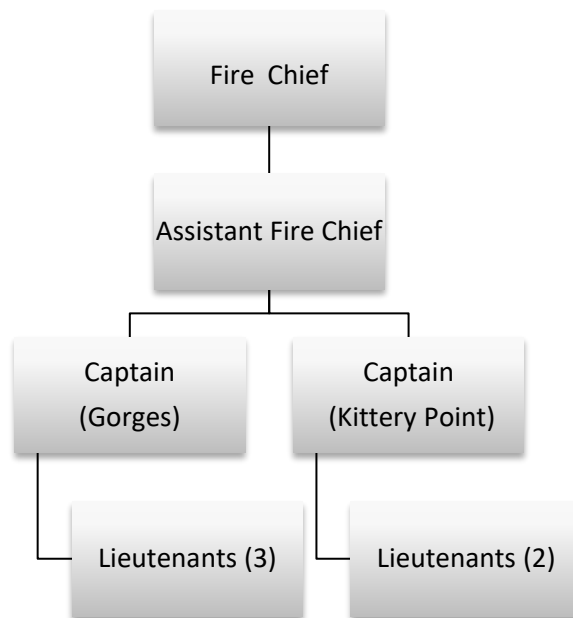 Fire Chief
Assistant Fire Chief
Captain
(Gorges)
Captain
(Kittery Point)
Lieutenants (3)
Lieutenants (2)